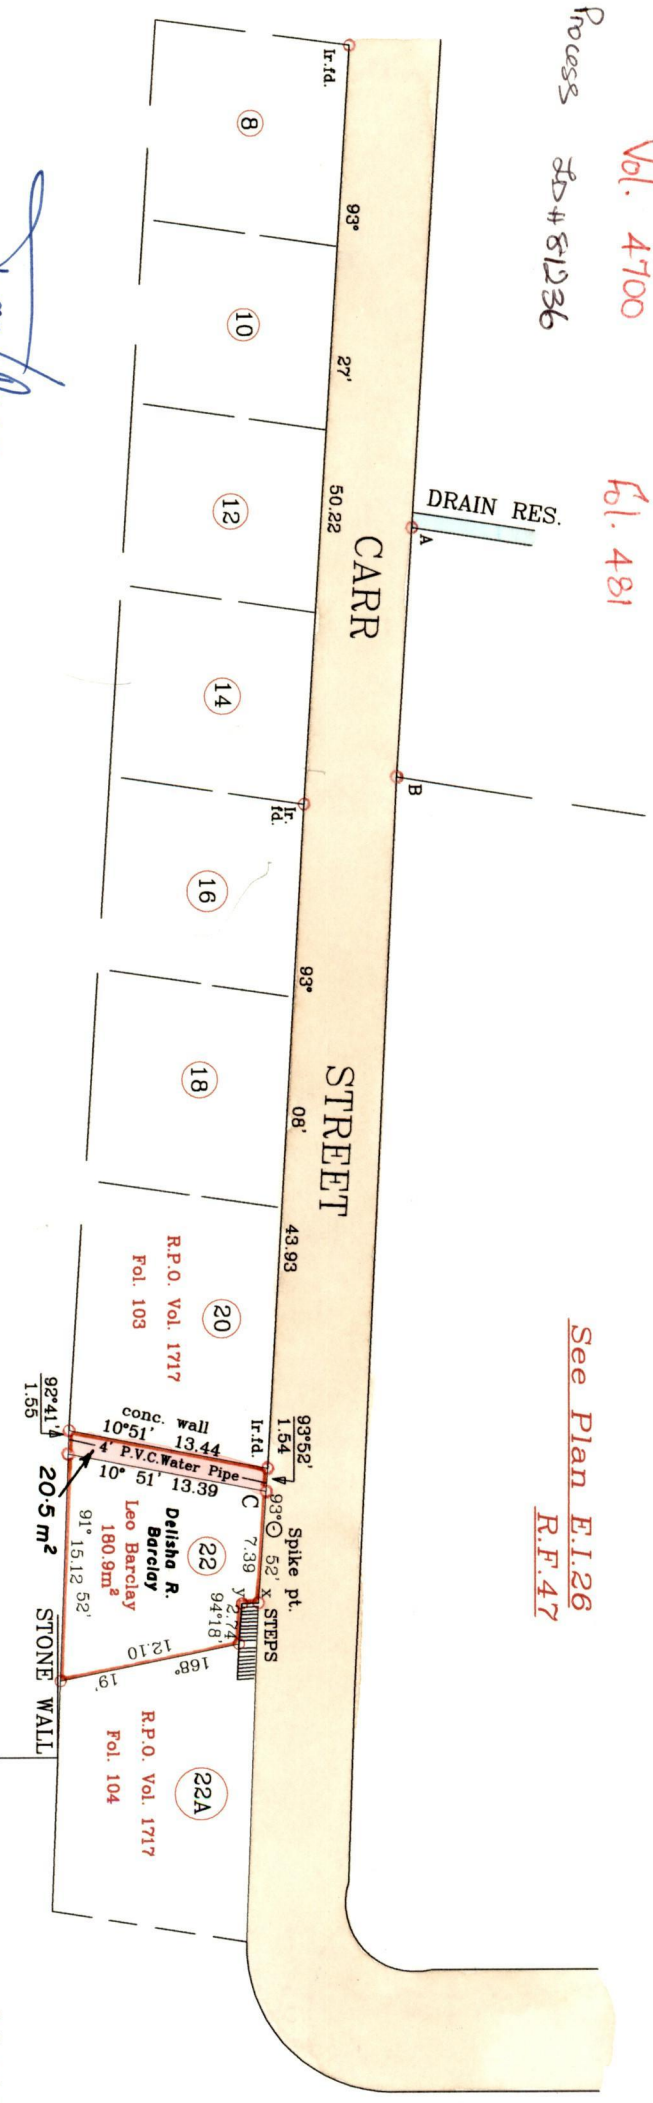 Vol. 4700 Fol. 481
Process ID# 81236
See Plan E.I.26
R.F.47
DRAIN RES.
A
B
CARR STREET
Ir.fd.
93° 27' 50.22
Ir.
fd.
93° 08' 43.93
8
10
12
14
16
18
20
R.P.O. Vol. 1717
Fol. 103
Ir.fd.
93°52'
1.54
C
conc. wall
10°51' 13.44
4' P.V.C.Water Pipe
10° 51' 13.39
92°41'
1.55
20.5 m²
93° 52'
7.39
Spike pt.
x
y
STEPS
2.74
94°18'
22
Delisha R.
Barclay
Leo Barclay
180.9m²
91° 15.12 52'
168° 19'
12.10
STONE WALL
22A
R.P.O. Vol. 1717
Fol. 104